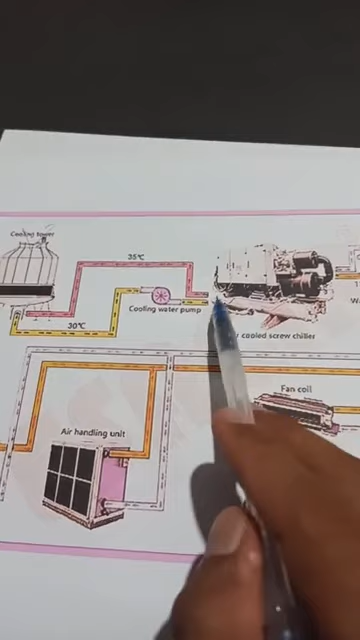 Cooling tower
35℃
Cooling water pump
30℃
cooled screw chiller
Fan coil
Air handling unit